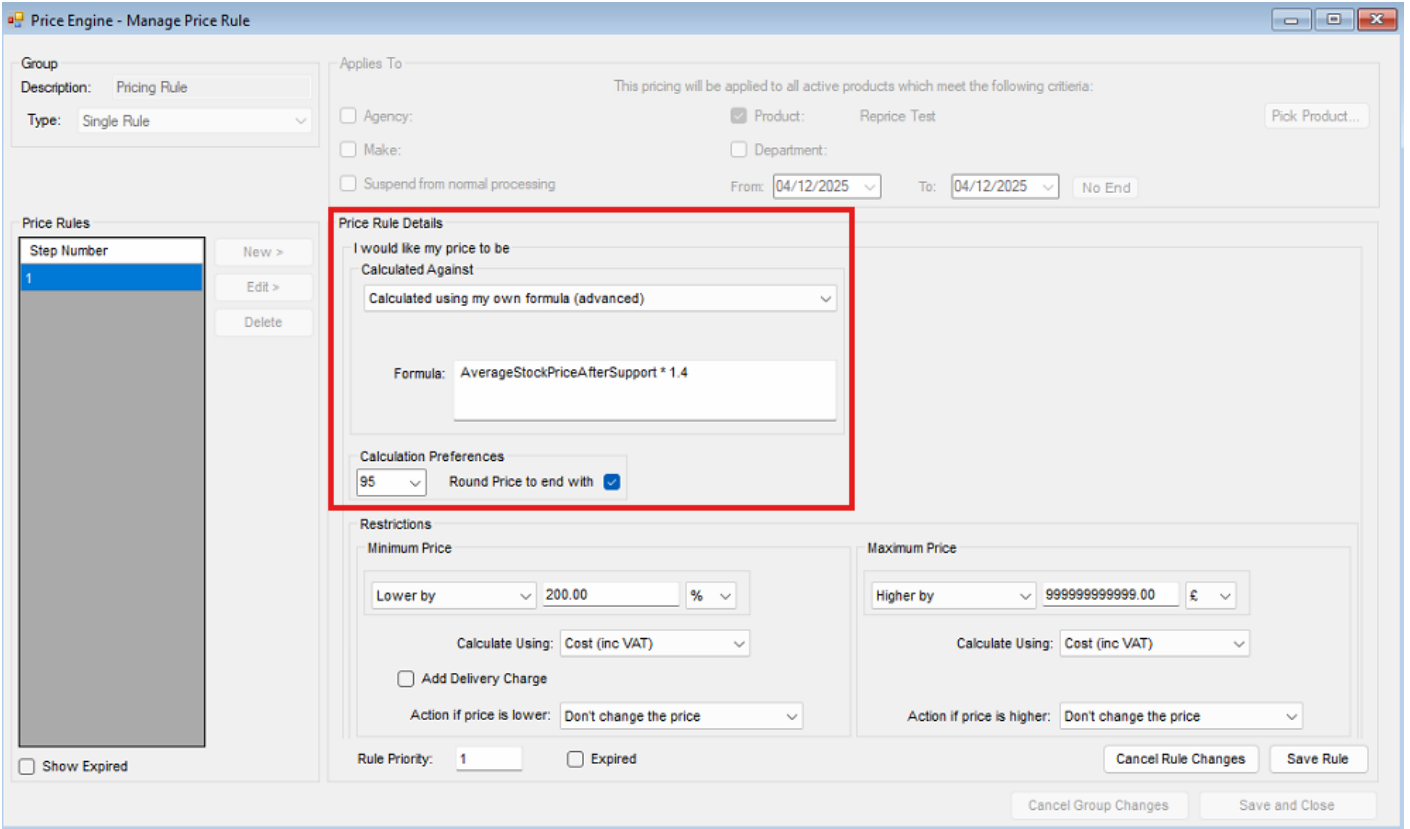 Price Engine - Manage Price Rule
Group
Description: Pricing Rule
Type: Single Rule
Applies To
This pricing will be applied to all active products which meet the following critieria:
Agency:
Product: Reprice Test
Pick Product...
Make:
Department:
Suspend from normal processing
From: 04/12/2025 To: 04/12/2025 No End
Price Rules
Step Number
1
New >
Edit >
Delete
Show Expired
Price Rule Details
I would like my price to be
Calculated Against
Calculated using my own formula (advanced)
Formula: AverageStockPriceAfterSupport * 1.4
Calculation Preferences
95 Round Price to end with
Restrictions
Minimum Price
Lower by 200.00 %
Calculate Using: Cost (inc VAT)
Add Delivery Charge
Action if price is lower: Don't change the price
Maximum Price
Higher by 999999999999.00 £
Calculate Using: Cost (inc VAT)
Action if price is higher: Don't change the price
Rule Priority: 1 Expired
Cancel Rule Changes Save Rule
Cancel Group Changes Save and Close